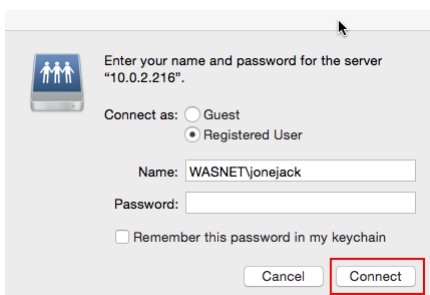 Enter your name and password for the server
“10.0.2.216”.
Connect as: Guest
Registered User
Name: WASNET\jonejack
Password:
Remember this password in my keychain
Cancel Connect